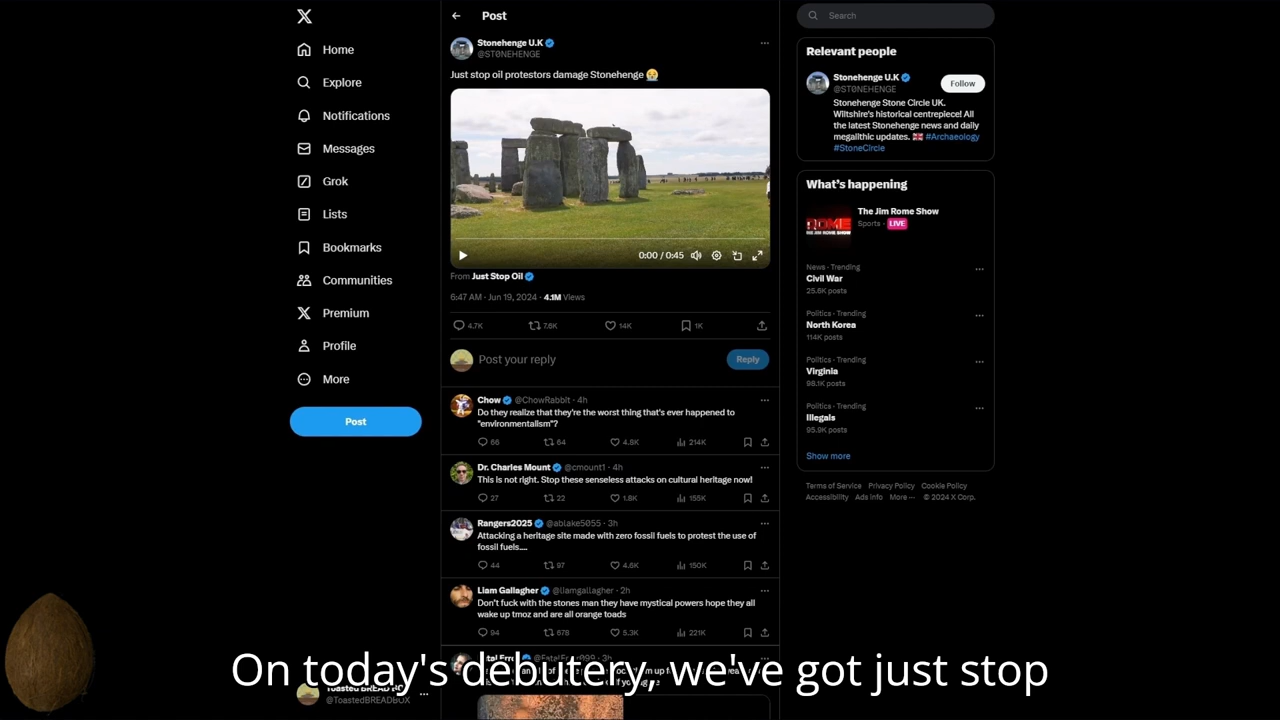 Home
Explore
Notifications
Messages
Grok
Lists
Bookmarks
Communities
Premium
Profile
More
Post
@ToastedBREADBOX
Post
Stonehenge U.K
@ST0NEHENGE
Just stop oil protestors damage Stonehenge
0:00 / 0:45
From Just Stop Oil
6:47 AM · Jun 19, 2024 · 4.1M Views
4.7K 7.6K 14K 1K
Post your reply
Reply
Chow @ChowRabbit · 4h
Do they realize that they're the worst thing that's ever happened to
"environmentalism"?
66 64 4.8K 214K
Dr. Charles Mount @cmount1 · 4h
This is not right. Stop these senseless attacks on cultural heritage now!
27 22 1.8K 155K
Rangers2025 @ablake5055 · 3h
Attacking a heritage site made with zero fossil fuels to protest the use of
fossil fuels....
44 97 4.6K 150K
Liam Gallagher @liamgallagher · 2h
Don't fuck with the stones man they have mystical powers hope they all
wake up tmoz and are all orange toads
94 678 5.3K 221K
On today's debutery, we've got just stop
Search
Relevant people
Stonehenge U.K
@ST0NEHENGE
Follow
Stonehenge Stone Circle UK.
Wiltshire's historical centrepiece! All
the latest Stonehenge news and daily
megalithic updates. #Archaeology
#StoneCircle
What's happening
ROME
The Jim Rome Show
Sports · LIVE
News · Trending
Civil War
25.6K posts
Politics · Trending
North Korea
114K posts
Politics · Trending
Virginia
98.1K posts
Politics · Trending
Illegals
95.9K posts
Show more
Terms of Service Privacy Policy Cookie Policy
Accessibility Ads info More ··· © 2024 X Corp.